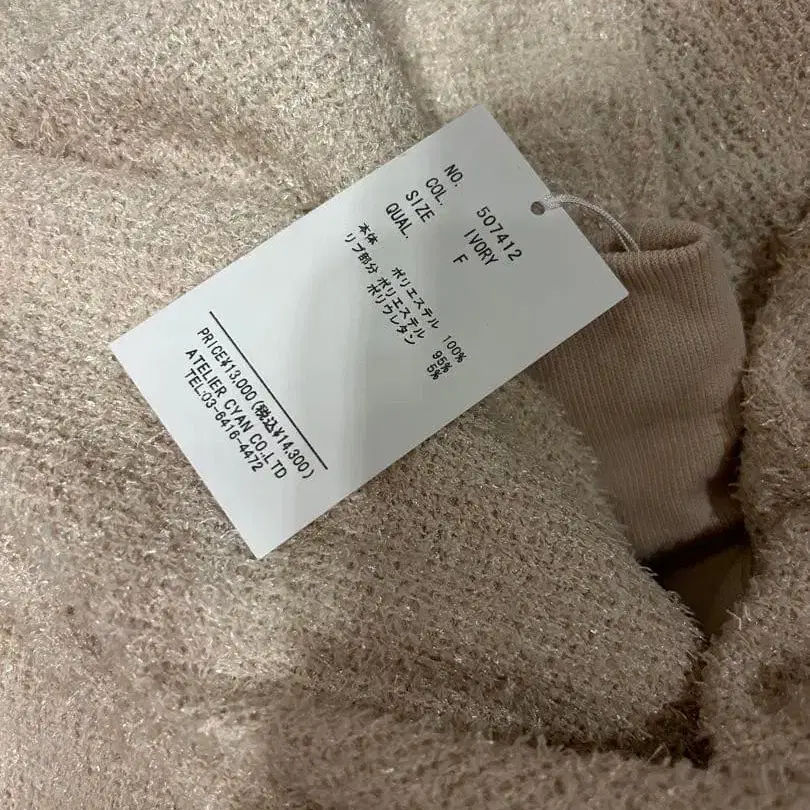 NO. 507412
COL. IVORY
SIZE F
QUAL.
本体 ポリエステル 100%
リブ部分 ポリエステル 95%
ポリウレタン 5%
PRICE¥13,000(税込¥14,300)
ATELIER CYAN CO.LTD
TEL:03-6416-4472